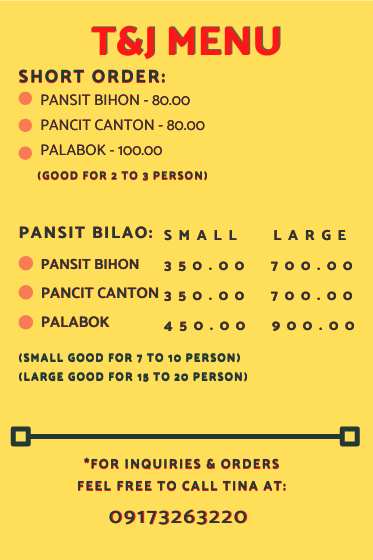 T&J MENU
SHORT ORDER:
PANSIT BIHON - 80.00
PANCIT CANTON - 80.00
PALABOK - 100.00
(GOOD FOR 2 TO 3 PERSON)
PANSIT BILAO: SMALL LARGE
PANSIT BIHON 350.00 700.00
PANCIT CANTON 350.00 700.00
PALABOK 450.00 900.00
(SMALL GOOD FOR 7 TO 10 PERSON)
(LARGE GOOD FOR 15 TO 20 PERSON)
*FOR INQUIRIES & ORDERS
FEEL FREE TO CALL TINA AT:
09173263220